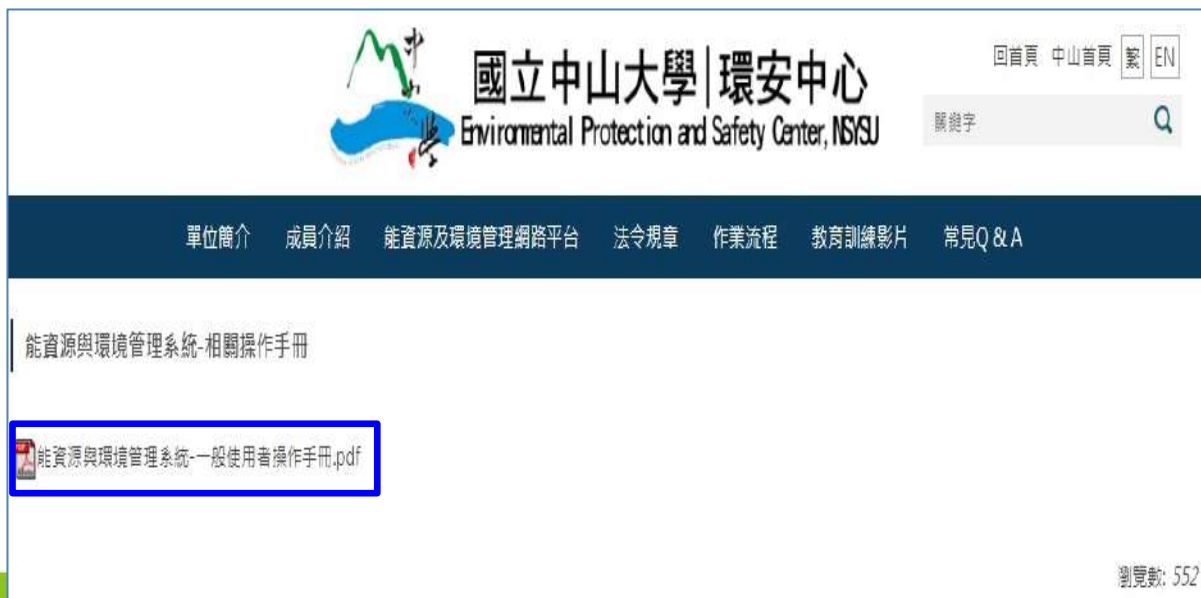 中山大學
國立中山大學|環安中心
Environmental Protection and Safety Center, NSYSU
回首頁 中山首頁 繁 EN
關鍵字
單位簡介 成員介紹 能資源及環境管理網路平台 法令規章 作業流程 教育訓練影片 常見Q & A
能資源與環境管理系統-相關操作手冊
能資源與環境管理系統-一般使用者操作手冊.pdf
瀏覽數: 552